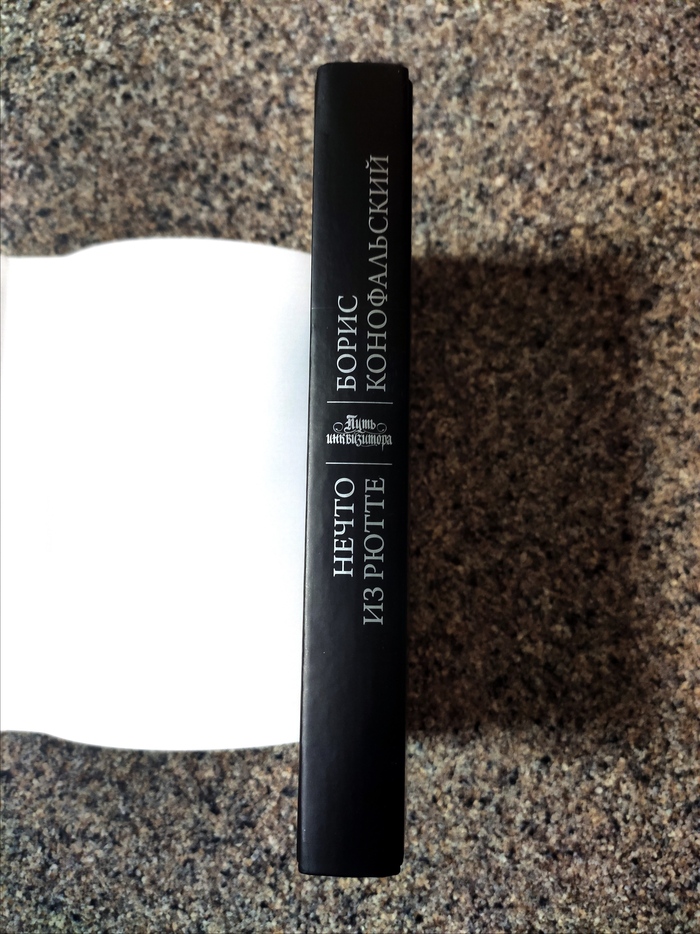 БОРИС
КОНОФАЛЬСКИЙ
Путь
инквизитора
НЕЧТО
ИЗ РЮТТЕ